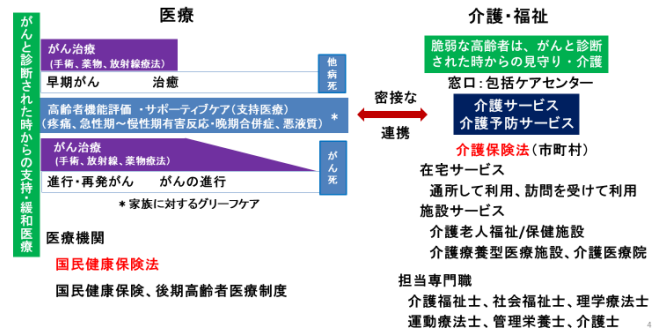 医療
がんと診断された時からの支持・緩和医療
がん治療
(手術、薬物、放射線療法)
早期がん 治癒
他病死
高齢者機能評価 ・サポーティブケア(支持医療)
(疼痛、急性期～慢性期有害反応・晩期合併症、悪液質)
*
がん治療
(手術、放射線、薬物療法)
進行・再発がん がんの進行
がん死
* 家族に対するグリーフケア
医療機関
国民健康保険法
国民健康保険、後期高齢者医療制度
密接な
連携
介護・福祉
脆弱な高齢者は、がんと診断
された時からの見守り・介護
窓口：包括ケアセンター
介護サービス
介護予防サービス
介護保険法(市町村)
在宅サービス
通所して利用、訪問を受けて利用
施設サービス
介護老人福祉/保健施設
介護療養型医療施設、介護医療院
担当専門職
介護福祉士、社会福祉士、理学療法士
運動療法士、管理栄養士、介護士
4